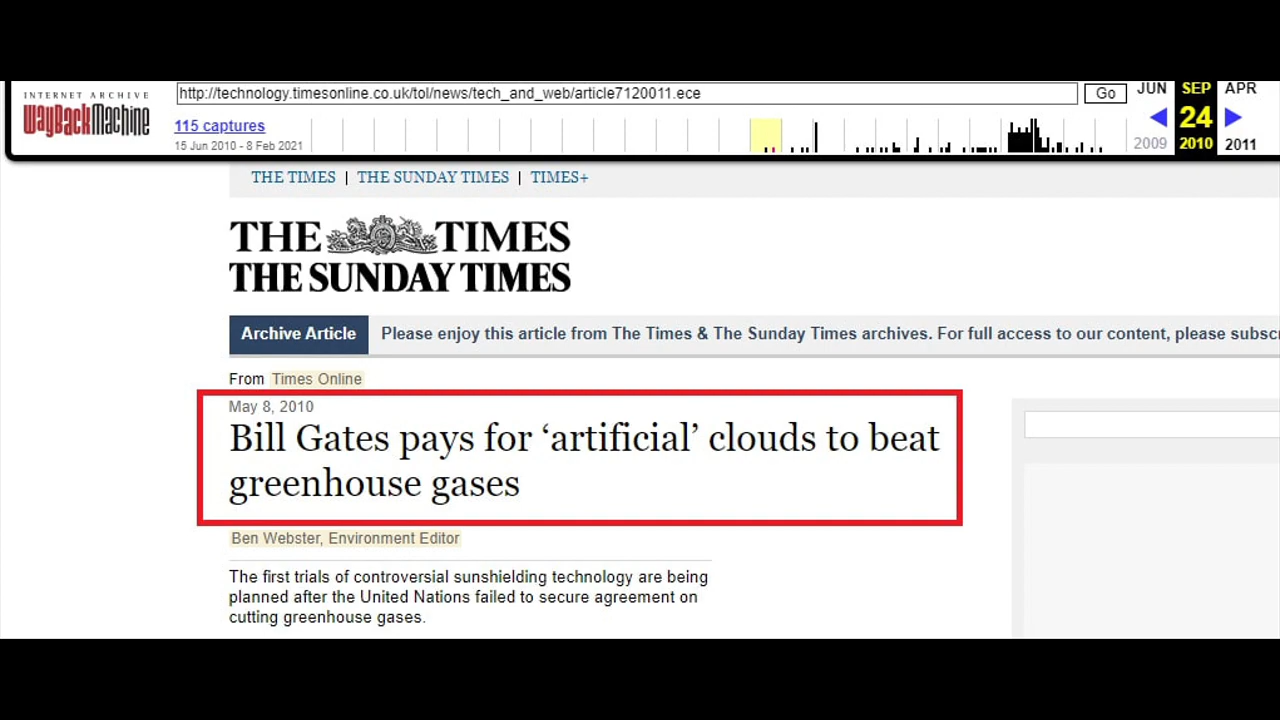 INTERNET ARCHIVE
WayBackMachine
http://technology.timesonline.co.uk/tol/news/tech_and_web/article7120011.ece
Go
JUN SEP APR
115 captures
24
15 Jun 2010 - 8 Feb 2021
2009 2010 2011
THE TIMES | THE SUNDAY TIMES | TIMES+
THE TIMES
THE SUNDAY TIMES
Archive Article Please enjoy this article from The Times & The Sunday Times archives. For full access to our content, please subsc
From Times Online
May 8, 2010
Bill Gates pays for ‘artificial’ clouds to beat
greenhouse gases
Ben Webster, Environment Editor
The first trials of controversial sunshielding technology are being
planned after the United Nations failed to secure agreement on
cutting greenhouse gases.